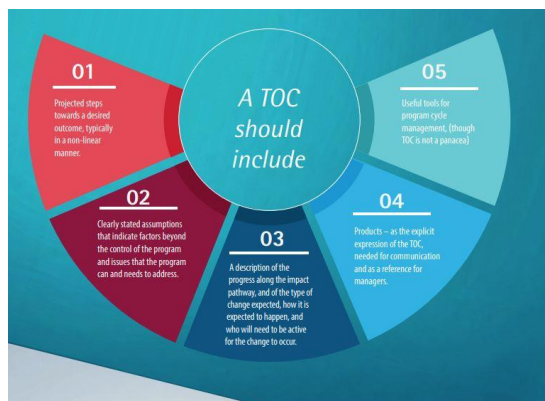 A TOC
should
include
01
Projected steps
towards a desired
outcome, typically
in a non-linear
manner.
02
Clearly stated assumptions
that indicate factors beyond
the control of the program
and issues that the program
can and needs to address.
03
A description of the
progress along the impact
pathway, and of the type
of change expected, how it is
expected to happen, and
who will need to be active
for the change to occur.
04
Products – as the explicit
expression of the TOC,
needed for communication
and as a reference for
managers.
05
Useful tools for
program cycle
management, (though
TOC is not a panacea)